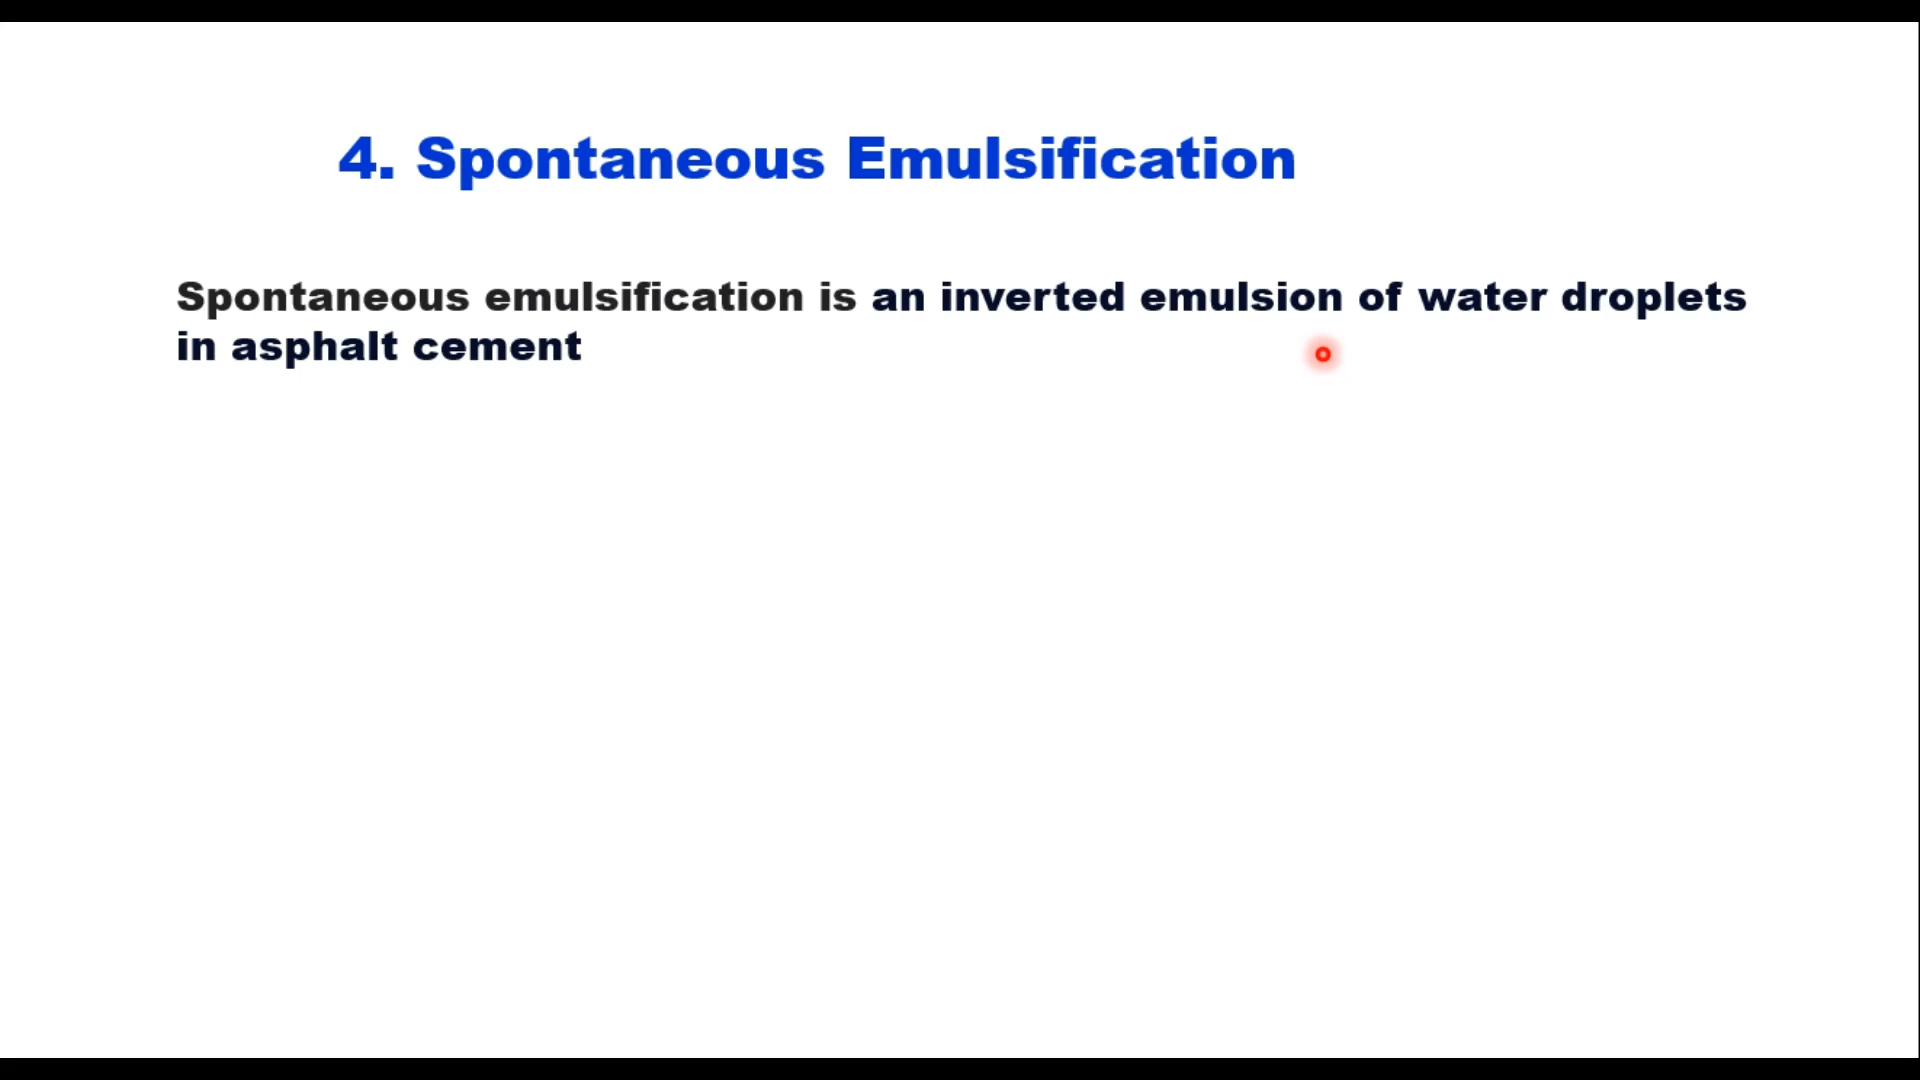 4. Spontaneous Emulsification
Spontaneous emulsification is an inverted emulsion of water droplets
in asphalt cement